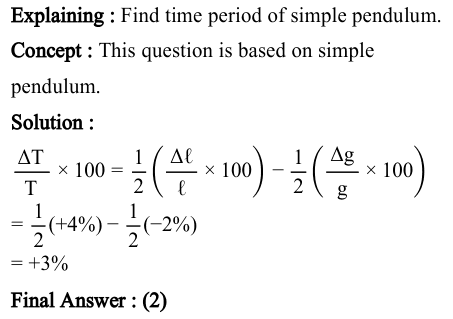 Explaining : Find time period of simple pendulum.
Concept : This question is based on simple
pendulum.
Solution :
ΔT/T × 100 = 1/2 (Δℓ/ℓ × 100) − 1/2 (Δg/g × 100)
= 1/2 (+4%) − 1/2 (−2%)
= +3%
Final Answer : (2)